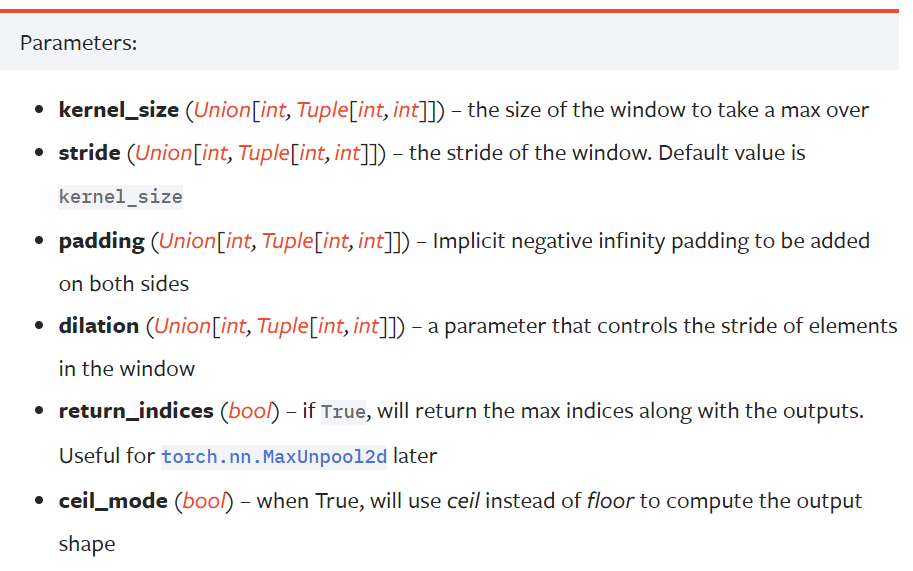 Parameters:
• kernel_size (Union[int, Tuple[int, int]]) – the size of the window to take a max over
• stride (Union[int, Tuple[int, int]]) – the stride of the window. Default value is
kernel_size
• padding (Union[int, Tuple[int, int]]) – Implicit negative infinity padding to be added
on both sides
• dilation (Union[int, Tuple[int, int]]) – a parameter that controls the stride of elements
in the window
• return_indices (bool) – if True, will return the max indices along with the outputs.
Useful for torch.nn.MaxUnpool2d later
• ceil_mode (bool) – when True, will use ceil instead of floor to compute the output
shape